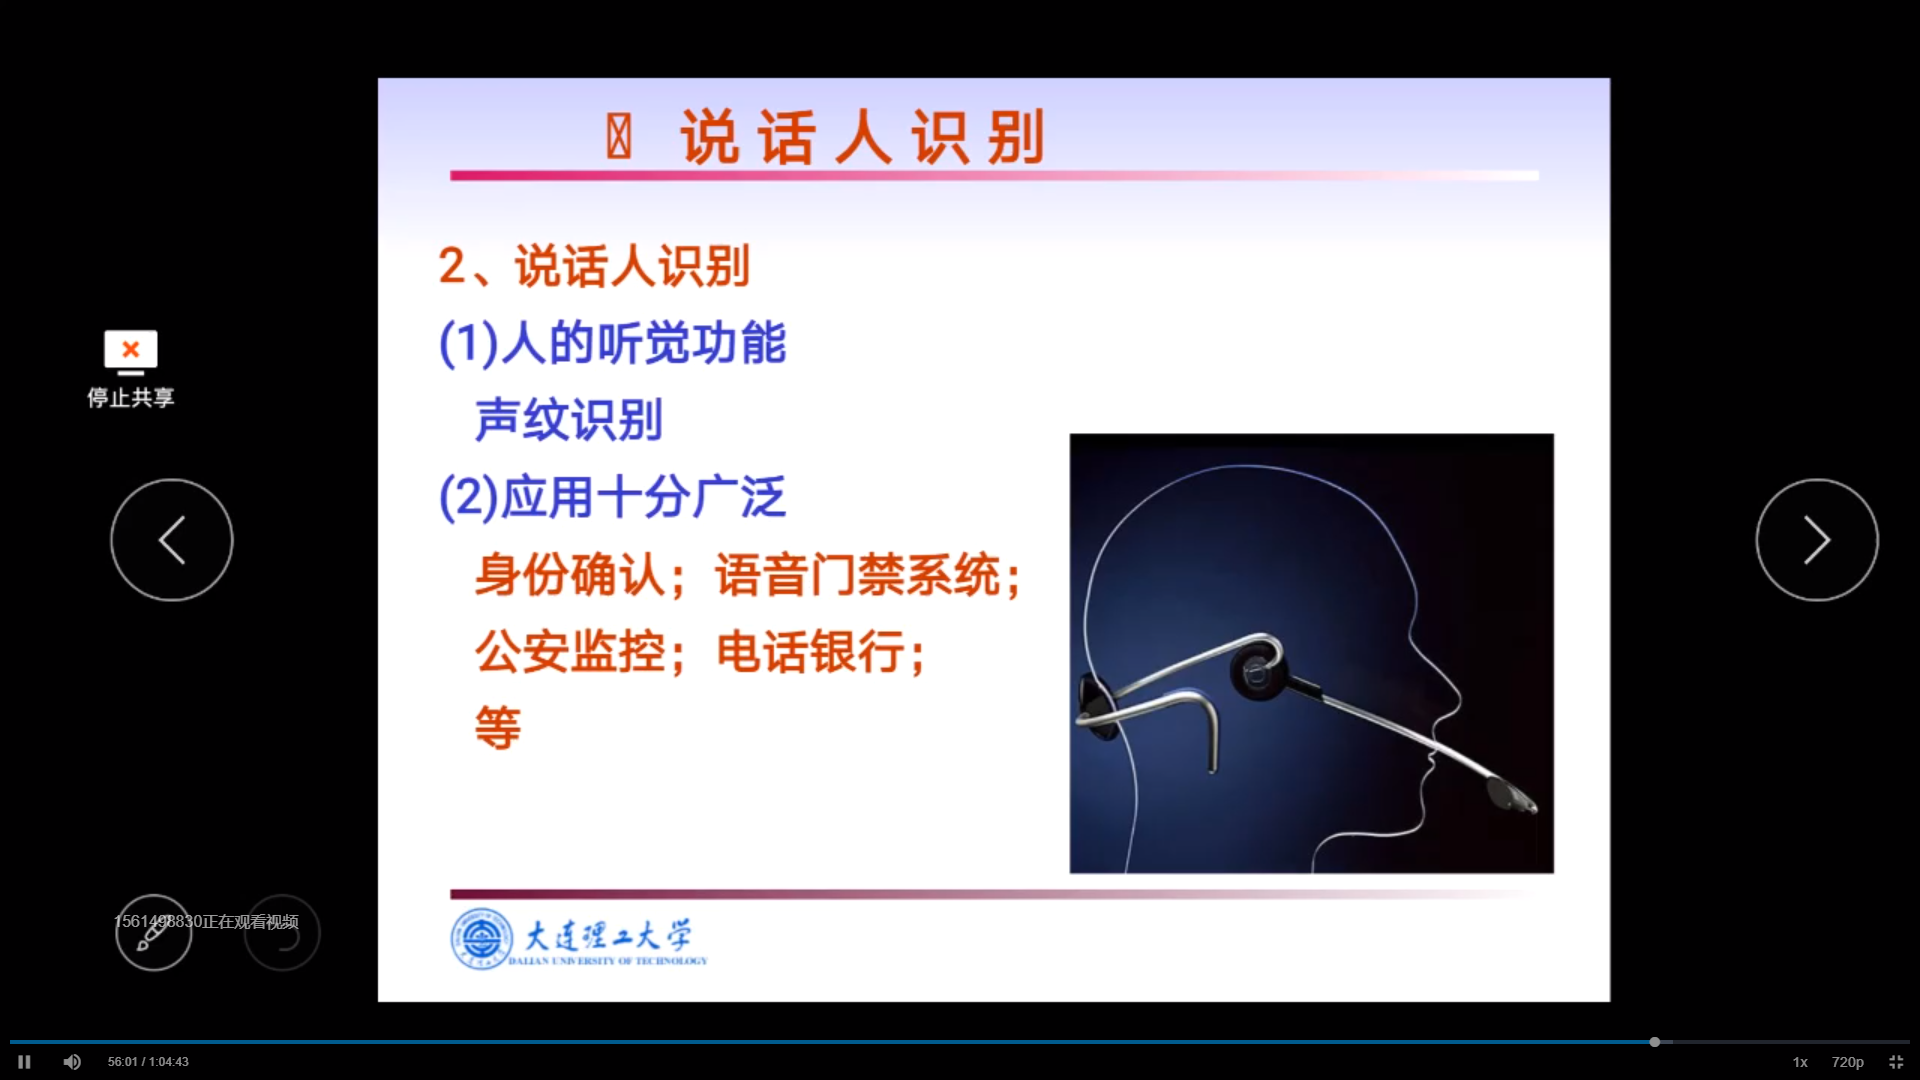 说话人识别
2、说话人识别
(1)人的听觉功能
声纹识别
(2)应用十分广泛
身份确认；语音门禁系统；
公安监控；电话银行；
等
停止共享
1561498830正在观看视频
大连理工大学
DALIAN UNIVERSITY OF TECHNOLOGY
56:01 / 1:04:43
1x
720p